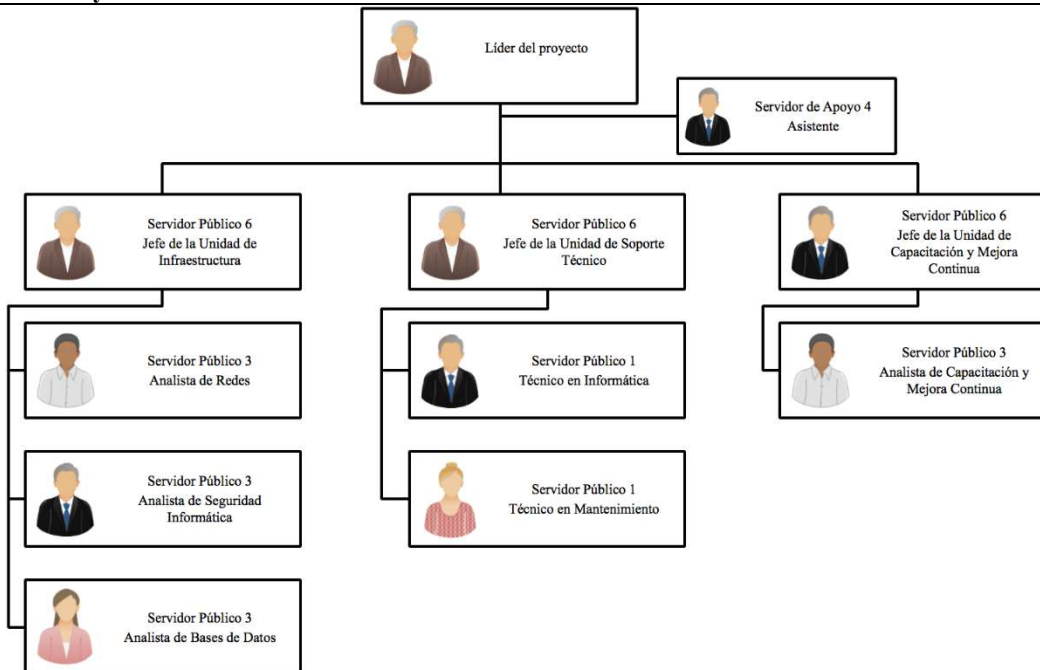 Líder del proyecto
Servidor de Apoyo 4
Asistente
Servidor Público 6
Jefe de la Unidad de
Infraestructura
Servidor Público 6
Jefe de la Unidad de Soporte
Técnico
Servidor Público 6
Jefe de la Unidad de
Capacitación y Mejora
Continua
Servidor Público 3
Analista de Redes
Servidor Público 1
Técnico en Informática
Servidor Público 3
Analista de Capacitación y
Mejora Continua
Servidor Público 3
Analista de Seguridad
Informática
Servidor Público 1
Técnico en Mantenimiento
Servidor Público 3
Analista de Bases de Datos